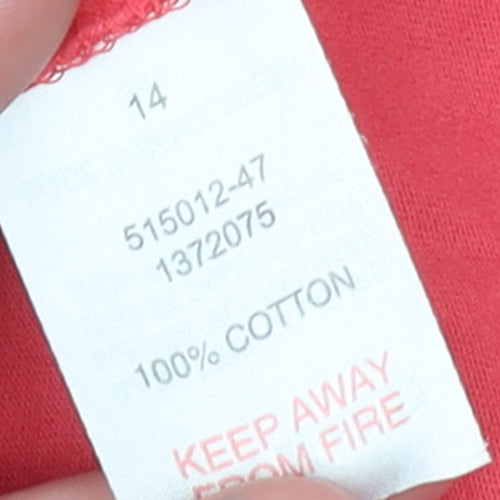 14
515012-47
1372075
100% COTTON
KEEP AWAY
FROM FIRE